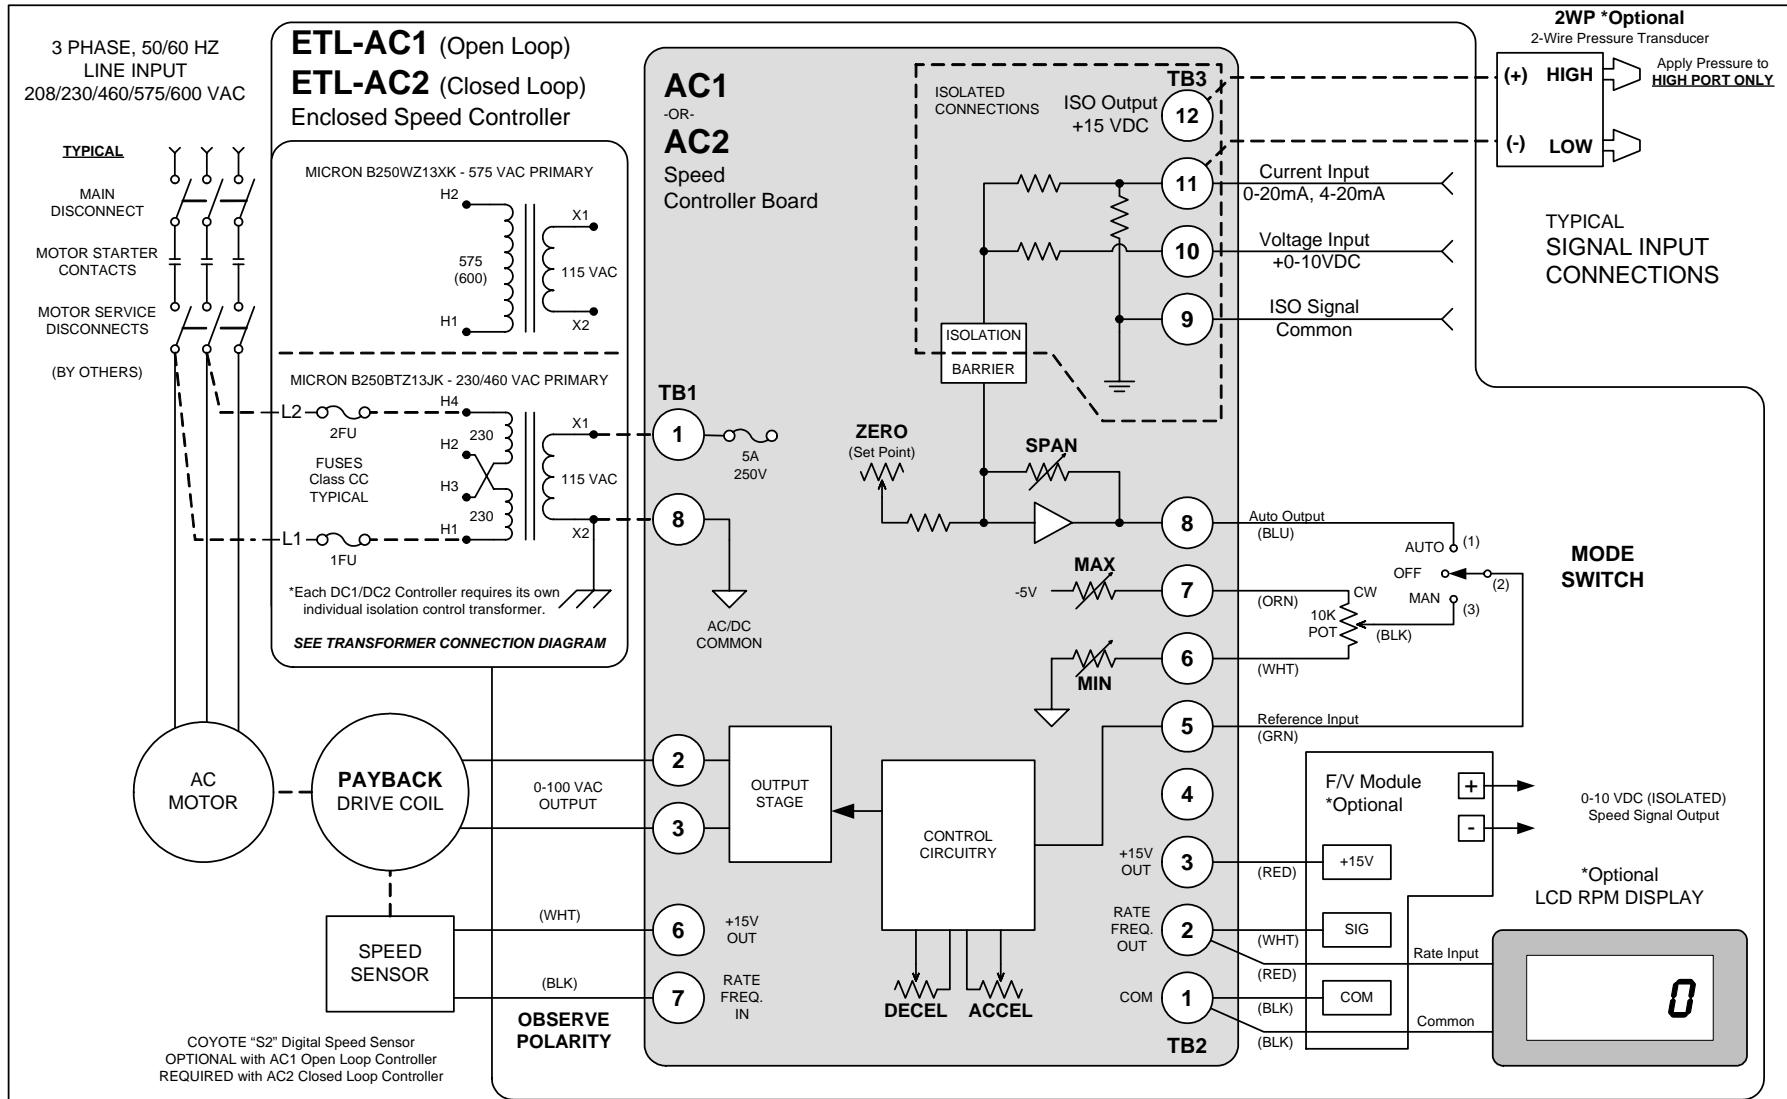 3 PHASE, 50/60 HZ
LINE INPUT
208/230/460/575/600 VAC
TYPICAL
MAIN
DISCONNECT
MOTOR STARTER
CONTACTS
MOTOR SERVICE
DISCONNECTS
(BY OTHERS)
ETL-AC1 (Open Loop)
ETL-AC2 (Closed Loop)
Enclosed Speed Controller
MICRON B250WZ13XK - 575 VAC PRIMARY
H2
X1
575
(600)
115 VAC
H1
X2
MICRON B250BTZ13JK - 230/460 VAC PRIMARY
L2
2FU
H4
X1
230
H2
FUSES
Class CC
TYPICAL
115 VAC
H3
230
H1
X2
L1
1FU
*Each DC1/DC2 Controller requires its own
individual isolation control transformer.
SEE TRANSFORMER CONNECTION DIAGRAM
AC1
-OR-
AC2
Speed
Controller Board
TB1
1
5A
250V
8
AC/DC
COMMON
ISOLATED
CONNECTIONS
TB3
ISO Output
+15 VDC
12
11
10
9
ISOLATION
BARRIER
ZERO
(Set Point)
SPAN
8
MAX
-5V
7
6
MIN
5
4
+15V
OUT
3
RATE
FREQ.
OUT
2
COM
1
TB2
2WP *Optional
2-Wire Pressure Transducer
(+)
HIGH
(-)
LOW
Apply Pressure to
HIGH PORT ONLY
Current Input
0-20mA, 4-20mA
Voltage Input
+0-10VDC
ISO Signal
Common
TYPICAL
SIGNAL INPUT
CONNECTIONS
Auto Output
(BLU)
AUTO
(1)
OFF
(2)
MAN
(3)
MODE
SWITCH
(ORN)
CW
10K
POT
(BLK)
(WHT)
Reference Input
(GRN)
F/V Module
*Optional
+
-
0-10 VDC (ISOLATED)
Speed Signal Output
(RED)
+15V
(WHT)
SIG
(RED)
Rate Input
(BLK)
COM
(BLK)
Common
*Optional
LCD RPM DISPLAY
0
AC
MOTOR
PAYBACK
DRIVE COIL
0-100 VAC
OUTPUT
2
3
OUTPUT
STAGE
CONTROL
CIRCUITRY
DECEL
ACCEL
SPEED
SENSOR
(WHT)
6
+15V
OUT
(BLK)
7
RATE
FREQ.
IN
OBSERVE
POLARITY
COYOTE “S2” Digital Speed Sensor
OPTIONAL with AC1 Open Loop Controller
REQUIRED with AC2 Closed Loop Controller